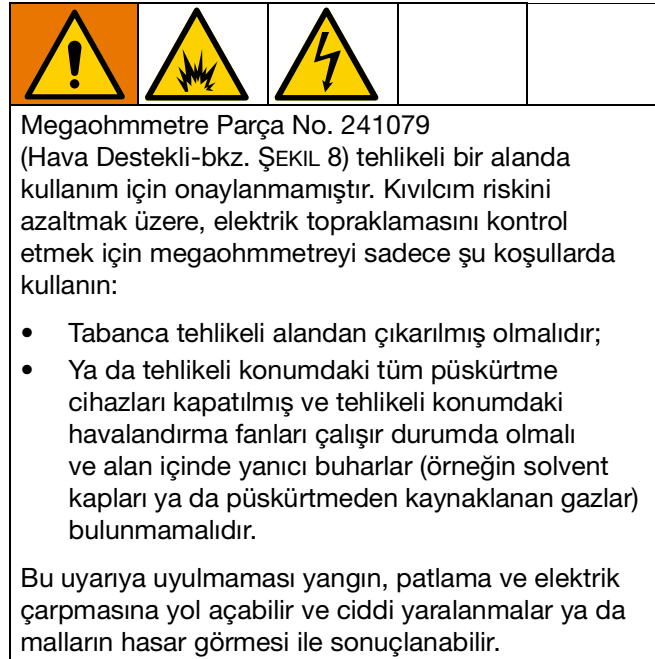 Megaohmmetre Parça No. 241079
(Hava Destekli-bkz. ŞEKIL 8) tehlikeli bir alanda
kullanım için onaylanmamıştır. Kıvılcım riskini
azaltmak üzere, elektrik topraklamasını kontrol
etmek için megaohmmetreyi sadece şu koşullarda
kullanın:
• Tabanca tehlikeli alandan çıkarılmış olmalıdır;
• Ya da tehlikeli konumdaki tüm püskürtme
cihazları kapatılmış ve tehlikeli konumdaki
havalandırma fanları çalışır durumda olmalı
ve alan içinde yanıcı buharlar (örneğin solvent
kapları ya da püskürtmeden kaynaklanan gazlar)
bulunmamalıdır.
Bu uyarıya uyulmaması yangın, patlama ve elektrik
çarpmasına yol açabilir ve ciddi yaralanmalar ya da
malların hasar görmesi ile sonuçlanabilir.